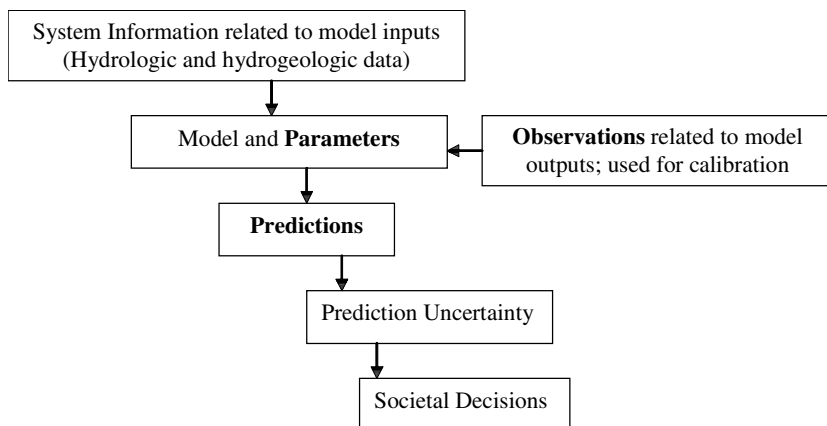 System Information related to model inputs
(Hydrologic and hydrogeologic data)
Model and Parameters
Observations related to model
outputs; used for calibration
Predictions
Prediction Uncertainty
Societal Decisions